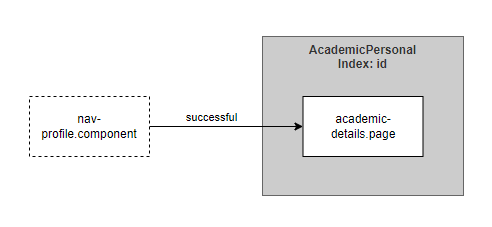 AcademicPersonal
Index: id
nav-
profile.component
successful
academic-
details.page